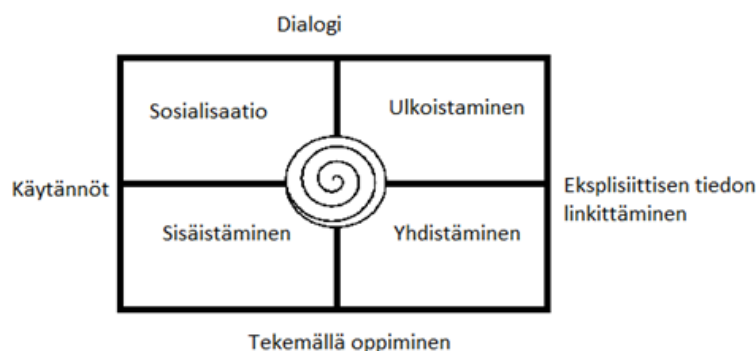 Dialogi
Sosialisaatio
Ulkoistaminen
Käytännöt
Eksplisiittisen tiedon
linkittäminen
Sisäistäminen
Yhdistäminen
Tekemällä oppiminen